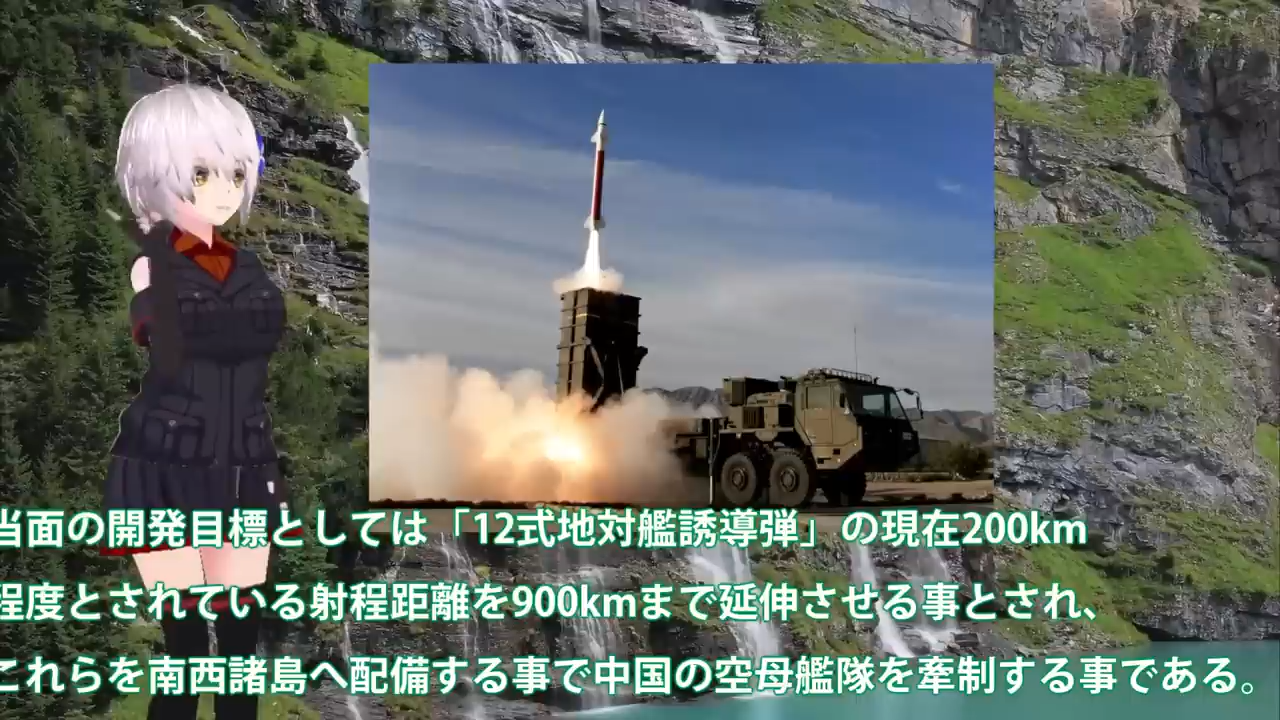 当面の開発目標としては「12式地対艦誘導弾」の現在200km
程度とされている射程距離を900kmまで延伸させる事とされ、
これらを南西諸島へ配備する事で中国の空母艦隊を牽制する事である。